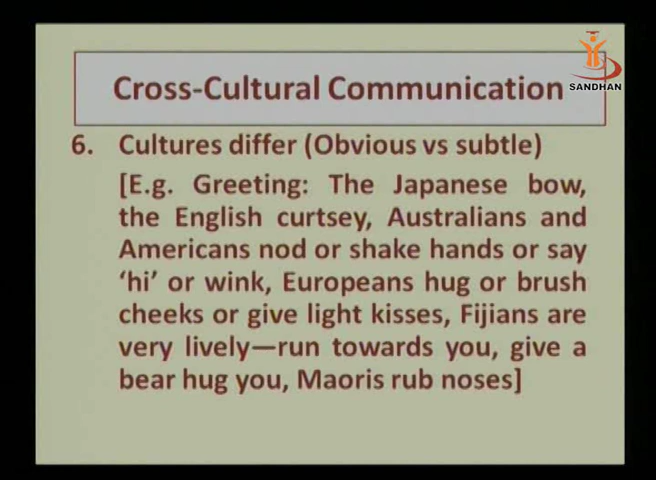 SANDHAN
Cross-Cultural Communication
6. Cultures differ (Obvious vs subtle)
[E.g. Greeting: The Japanese bow,
the English curtsey, Australians and
Americans nod or shake hands or say
‘hi’ or wink, Europeans hug or brush
cheeks or give light kisses, Fijians are
very lively—run towards you, give a
bear hug you, Maoris rub noses]